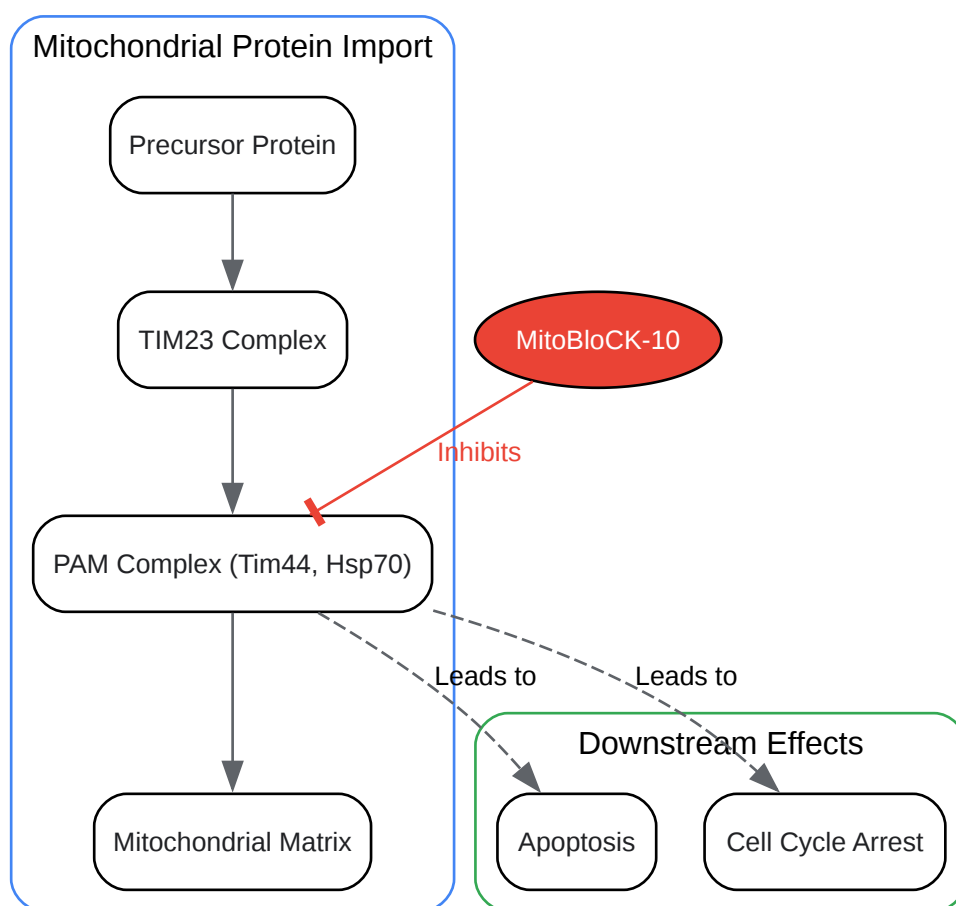 Mitochondrial Protein Import
Precursor Protein
TIM23 Complex
MitoBloCK-10
Inhibits
PAM Complex (Tim44, Hsp70)
Leads to
Leads to
Downstream Effects
Mitochondrial Matrix
Apoptosis
Cell Cycle Arrest